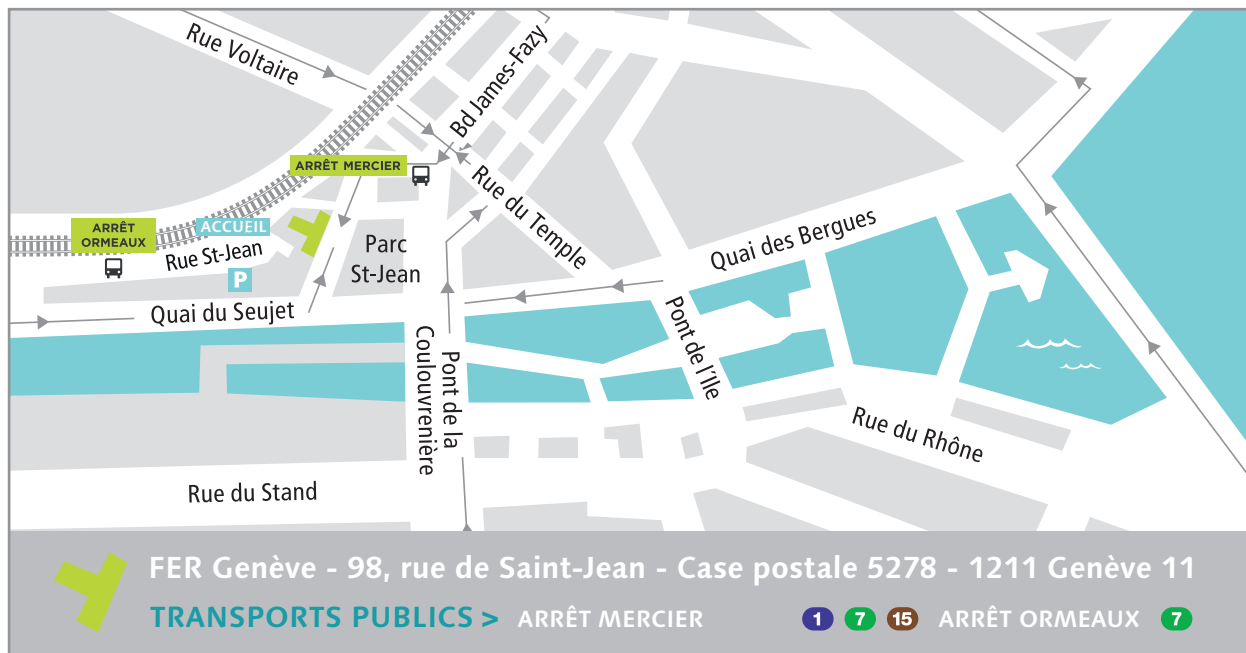 Rue Voltaire
Bd James-Fazy
ARRÊT MERCIER
Rue du Temple
ARRÊT
ORMEAUX
ACCUEIL
Rue St-Jean
P
Parc
St-Jean
Quai des Bergues
Quai du Seujet
Pont de la
Coulouvrenière
Pont de l'Ile
Rue du Rhône
Rue du Stand
FER Genève - 98, rue de Saint-Jean - Case postale 5278 - 1211 Genève 11
TRANSPORTS PUBLICS > ARRÊT MERCIER 1 7 15 ARRÊT ORMEAUX 7